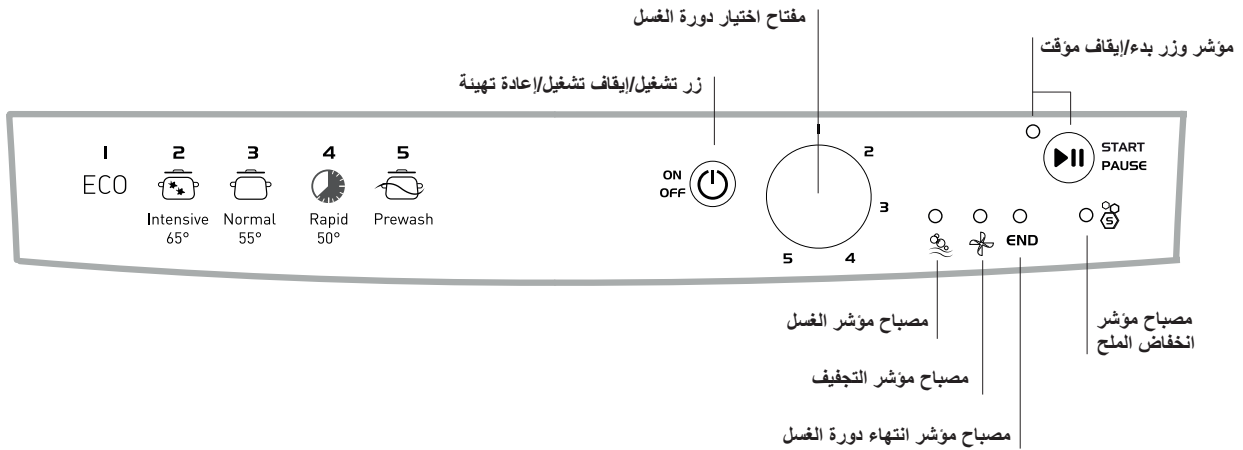 مفتاح اختيار دورة الغسل
مؤشر وزر بدء/إيقاف مؤقت
زر تشغيل/إيقاف تشغيل/إعادة تهيئة
1 2 3 4 5
ECO
Intensive
65°
Normal
55°
Rapid
50°
Prewash
ON
OFF
1
2
3
4
5
START
PAUSE
S
END
مصباح مؤشر الغسل
مصباح مؤشر
انخفاض الملح
مصباح مؤشر التجفيف
مصباح مؤشر انتهاء دورة الغسل